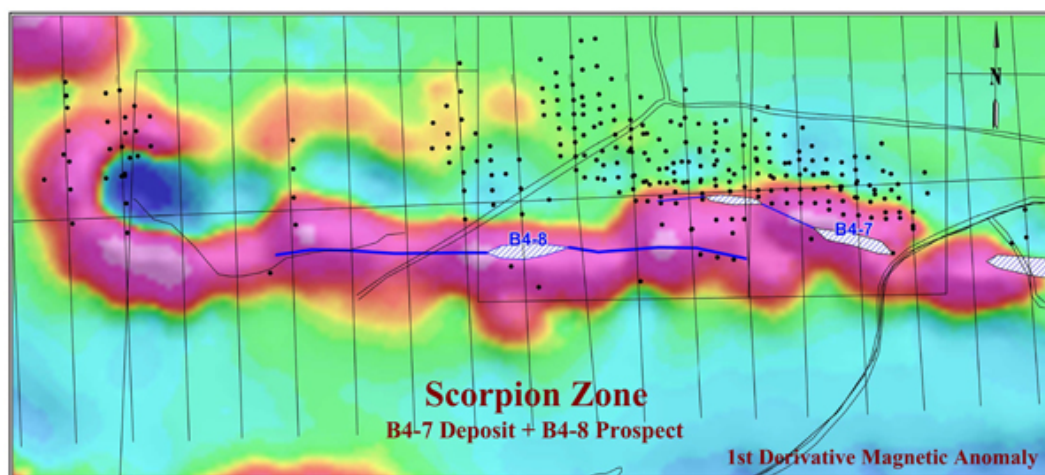 N
B4-8
B4-7
Scorpion Zone
B4-7 Deposit + B4-8 Prospect
1st Derivative Magnetic Anomaly